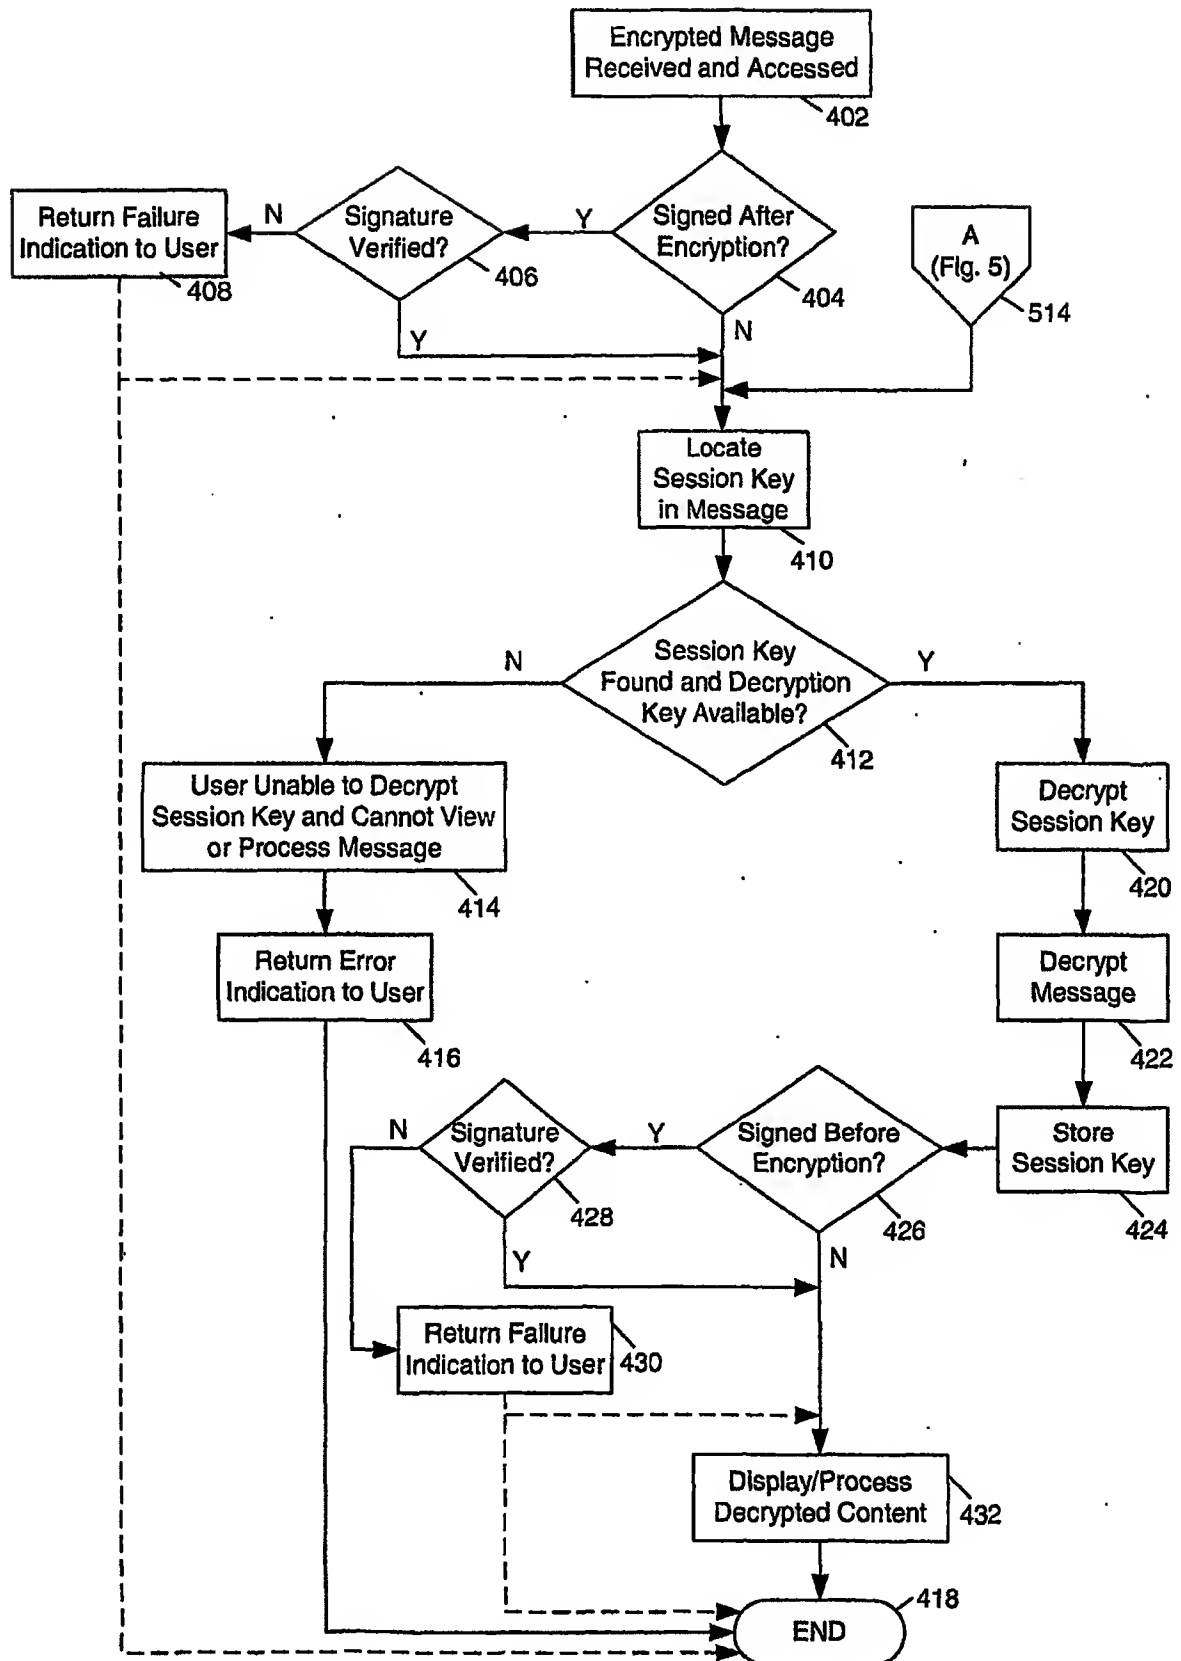 Encrypted Message
Received and Accessed
402
Signed After
Encryption?
404
Y
N
Signature
Verified?
406
N
Y
Return Failure
Indication to User
408
A
(Fig. 5)
514
Locate
Session Key
in Message
410
Session Key
Found and Decryption
Key Available?
412
N
Y
User Unable to Decrypt
Session Key and Cannot View
or Process Message
414
Return Error
Indication to User
416
Decrypt
Session Key
420
Decrypt
Message
422
Store
Session Key
424
Signed Before
Encryption?
426
Y
N
Signature
Verified?
428
N
Y
Return Failure
Indication to User
430
Display/Process
Decrypted Content
432
END
418